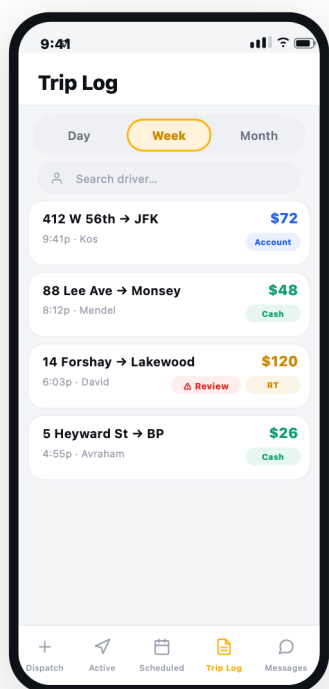 9:41
Trip Log
Day Week Month
Search driver...
412 W 56th → JFK $72
9:41p · Kos Account
88 Lee Ave → Monsey $48
8:12p · Mendel Cash
14 Forshay → Lakewood $120
6:03p · David Review RT
5 Heyward St → BP $26
4:55p · Avraham Cash
Dispatch Active Scheduled Trip Log Messages